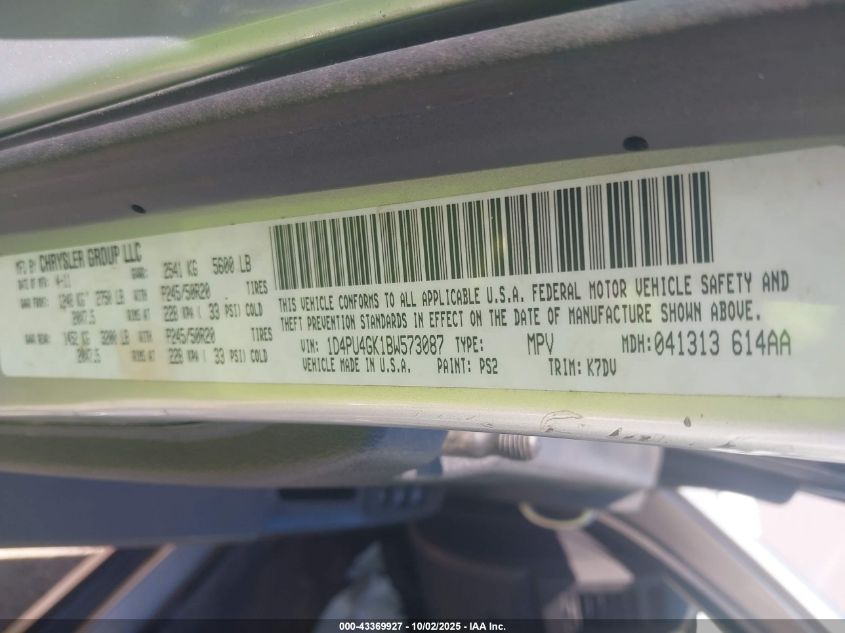 MFG BY CHRYSLER GROUP LLC
DATE OF MFR: 4-11 GVWR: 2541 KG 5600 LB
GAWR FRONT: 1248 KG 2750 LB WITH P245/50R20 TIRES
20X7.5 RIMS AT 228 KPA ( 33 PSI) COLD
GAWR REAR: 1452 KG 3200 LB WITH P245/50R20 TIRES
20X7.5 RIMS AT 228 KPA ( 33 PSI) COLD
THIS VEHICLE CONFORMS TO ALL APPLICABLE U.S.A. FEDERAL MOTOR VEHICLE SAFETY AND
THEFT PREVENTION STANDARDS IN EFFECT ON THE DATE OF MANUFACTURE SHOWN ABOVE.
VIN: 1D4PU4GK1BW573087 TYPE: MPV MDH: 041313 614AA
VEHICLE MADE IN U.S.A. PAINT: PS2 TRIM: K7DV
000-43369927 - 10/02/2025 - IAA Inc.